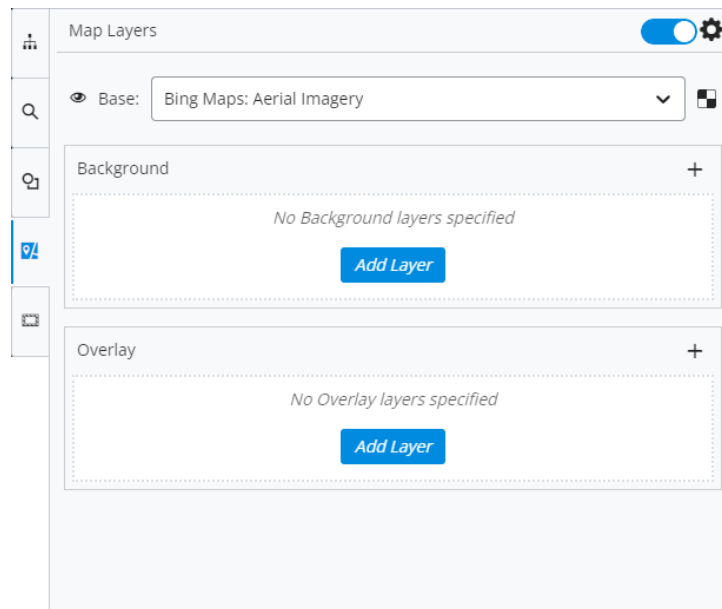 Map Layers
Base: Bing Maps: Aerial Imagery
Background
No Background layers specified
Add Layer
Overlay
No Overlay layers specified
Add Layer